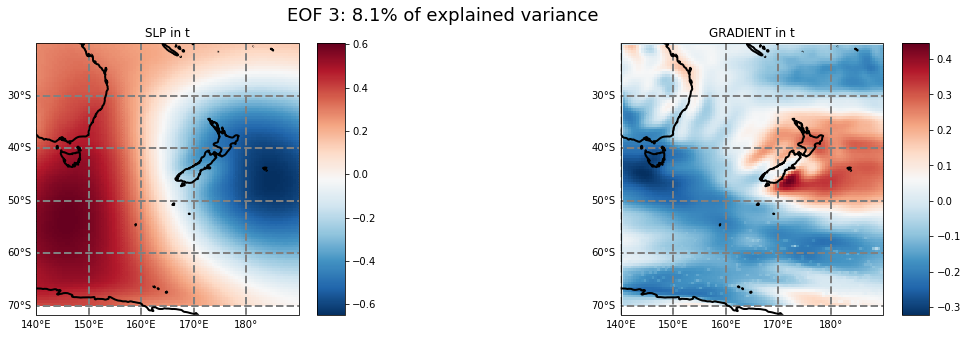 EOF 3: 8.1% of explained variance
SLP in t
30°S
40°S
50°S
60°S
70°S
140°E 150°E 160°E 170°E 180°
0.6
0.4
0.2
0.0
−0.2
−0.4
−0.6
GRADIENT in t
30°S
40°S
50°S
60°S
70°S
140°E 150°E 160°E 170°E 180°
0.4
0.3
0.2
0.1
0.0
−0.1
−0.2
−0.3